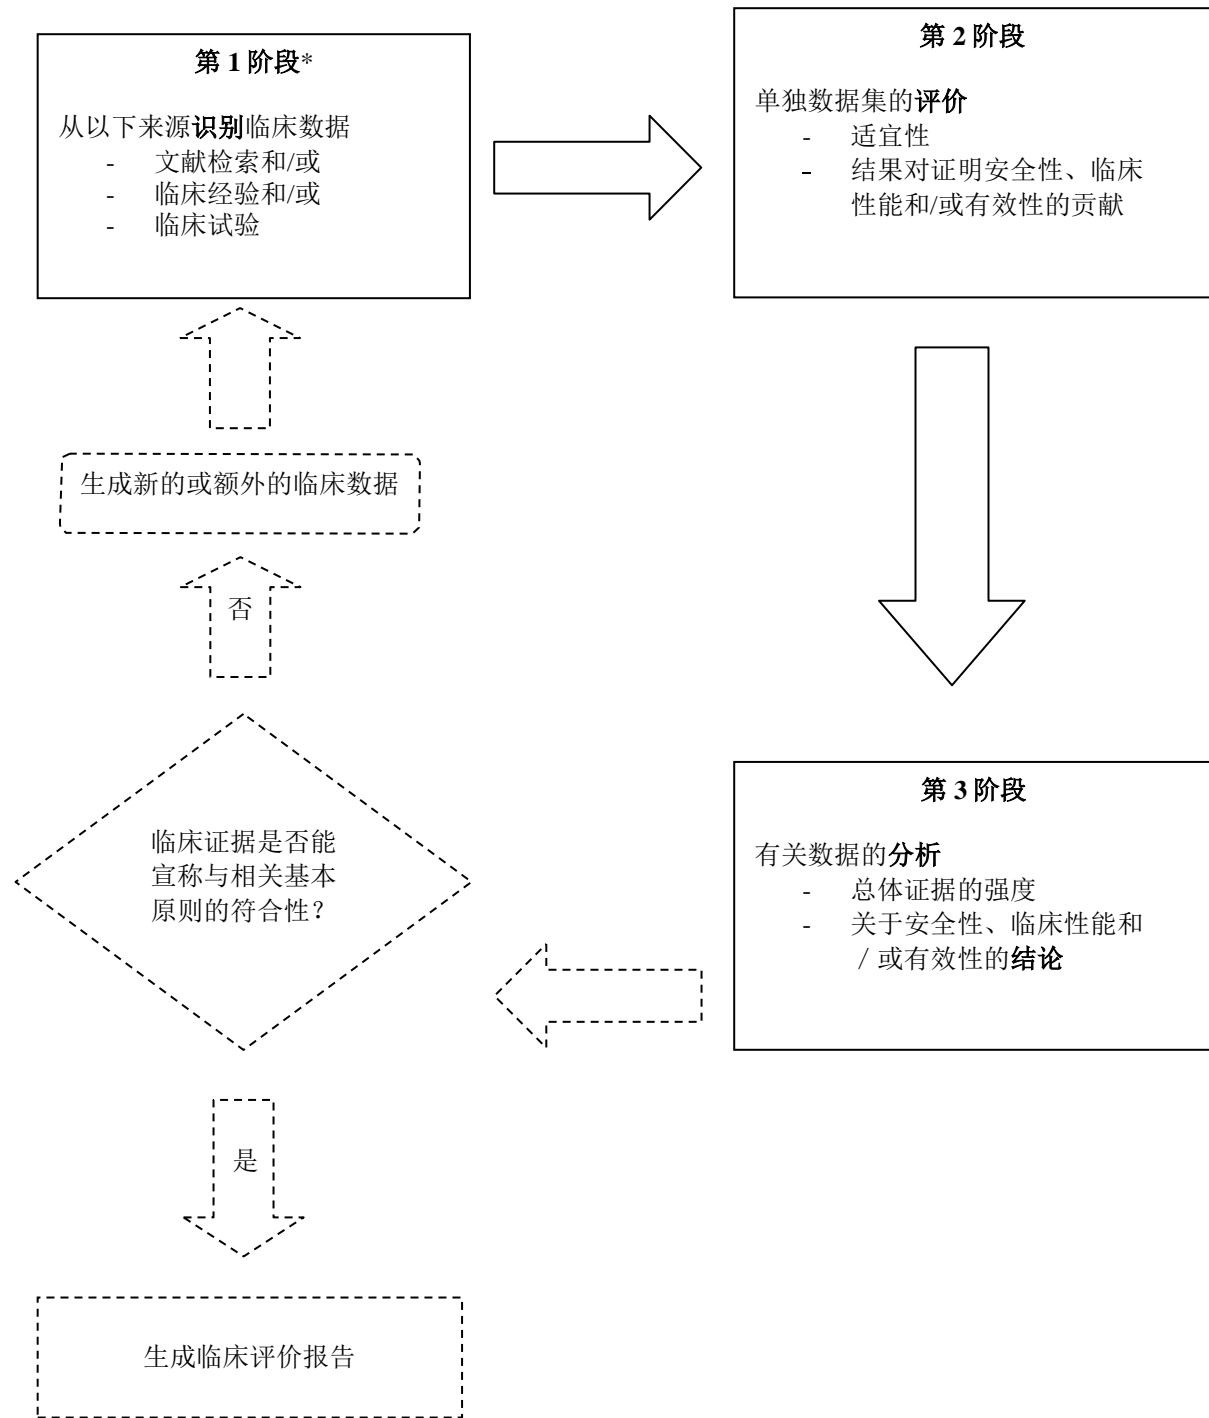 第 1 阶段*
从以下来源识别临床数据
- 文献检索和/或
- 临床经验和/或
- 临床试验
第 2 阶段
单独数据集的评价
- 适宜性
- 结果对证明安全性、临床
性能和/或有效性的贡献
生成新的或额外的临床数据
否
临床证据是否能
宣称与相关基本
原则的符合性？
第 3 阶段
有关数据的分析
- 总体证据的强度
- 关于安全性、临床性能和
/ 或有效性的结论
是
生成临床评价报告